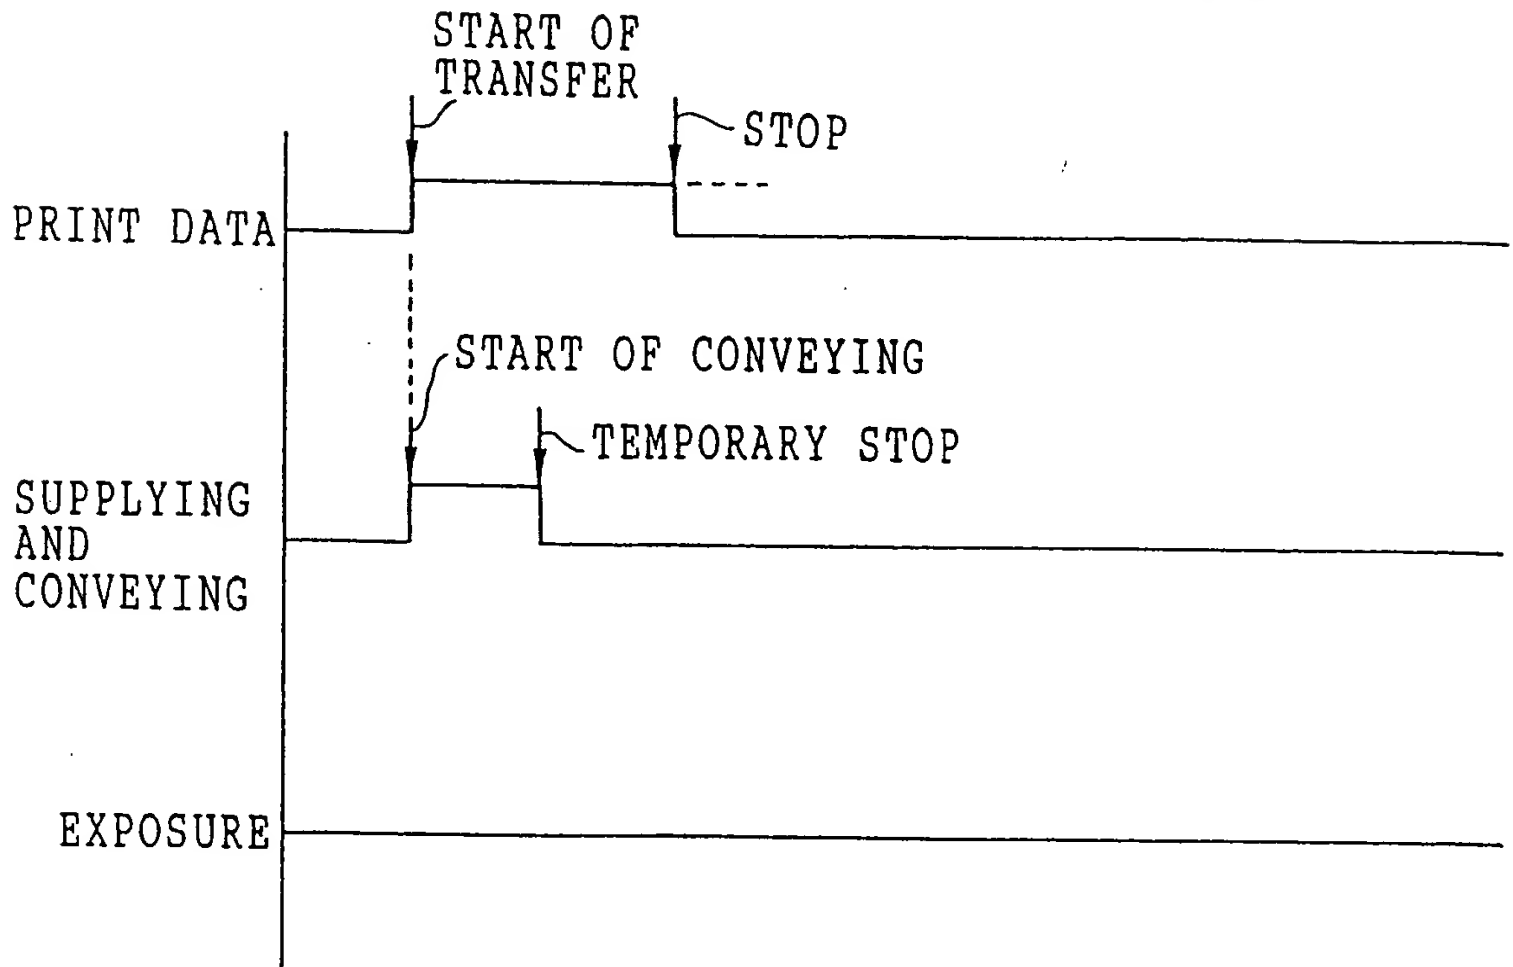 START OF
TRANSFER
STOP
PRINT DATA
START OF CONVEYING
TEMPORARY STOP
SUPPLYING
AND
CONVEYING
EXPOSURE